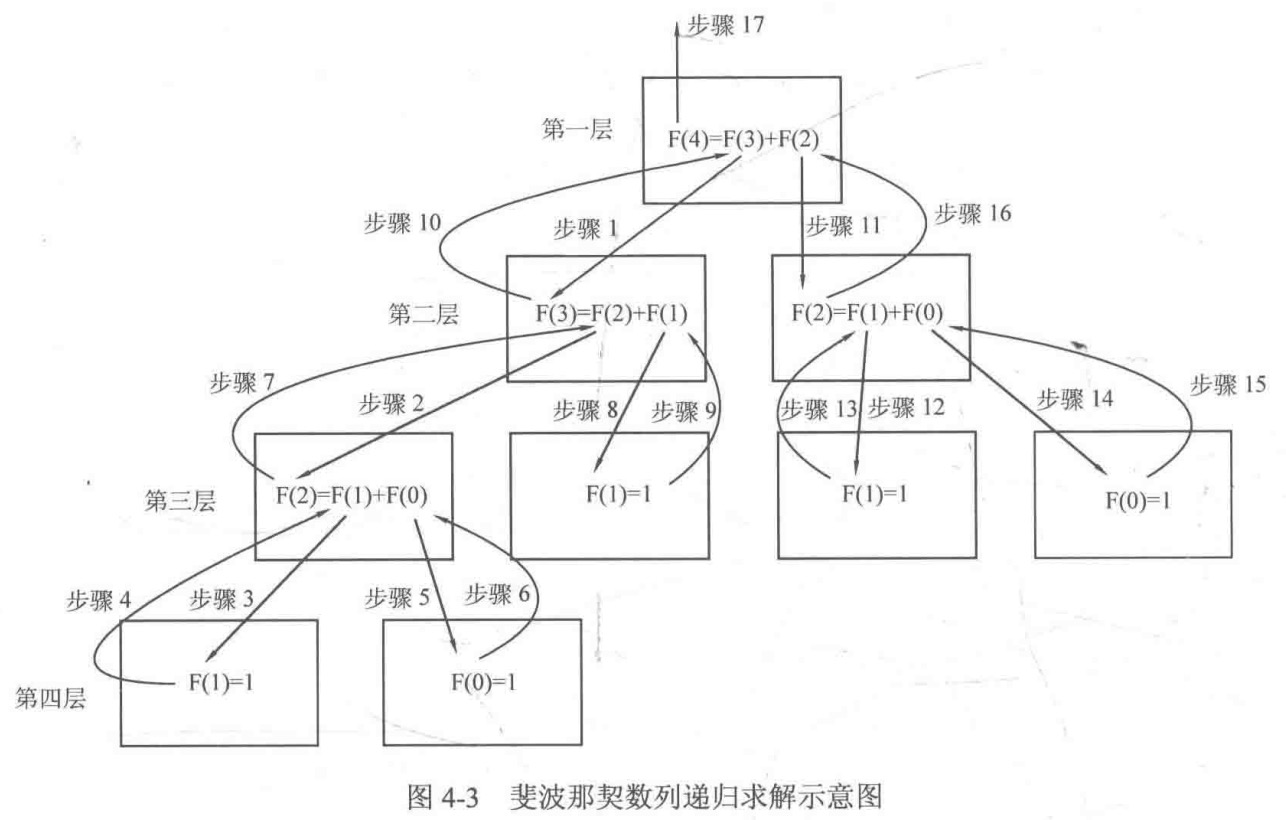 步骤 17
第一层
F(4)=F(3)+F(2)
步骤 10
步骤 1
步骤 11
步骤 16
第二层
F(3)=F(2)+F(1)
F(2)=F(1)+F(0)
步骤 7
步骤 2
步骤 8
步骤 9
步骤 13
步骤 12
步骤 14
步骤 15
第三层
F(2)=F(1)+F(0)
F(1)=1
F(1)=1
F(0)=1
步骤 4
步骤 3
步骤 5
步骤 6
第四层
F(1)=1
F(0)=1
图 4-3 斐波那契数列递归求解示意图